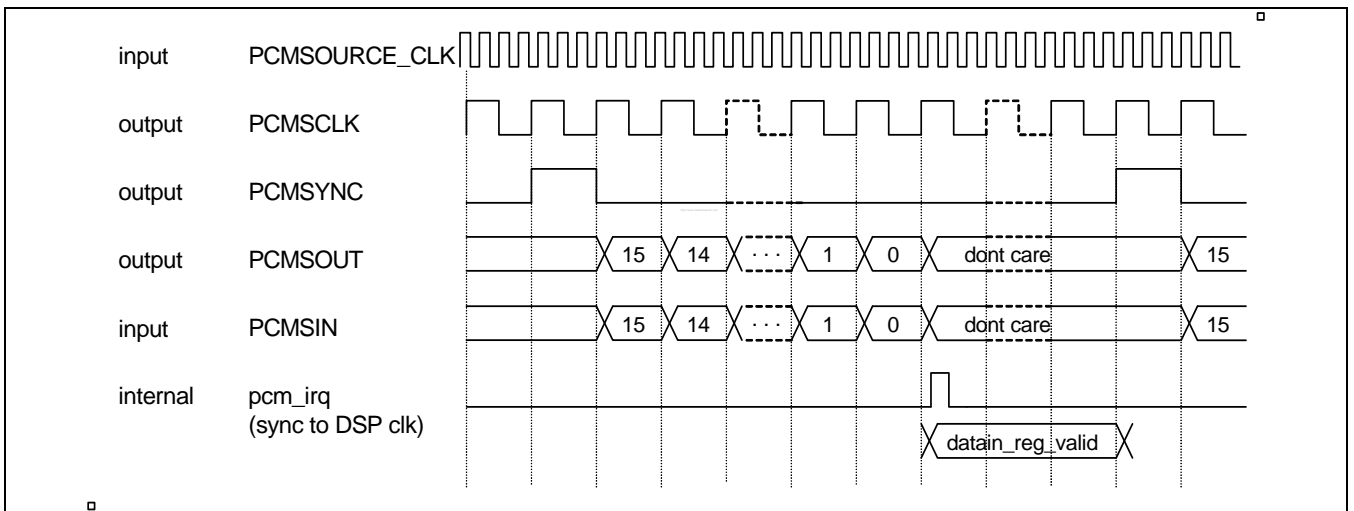 input PCMSOURCE_CLK
output PCMSCLK
output PCMSYNC
output PCMSOUT 15 14 · · · 1 0 dont care 15
input PCMSIN 15 14 · · · 1 0 dont care 15
internal pcm_irq
(sync to DSP clk)
datain_reg_valid